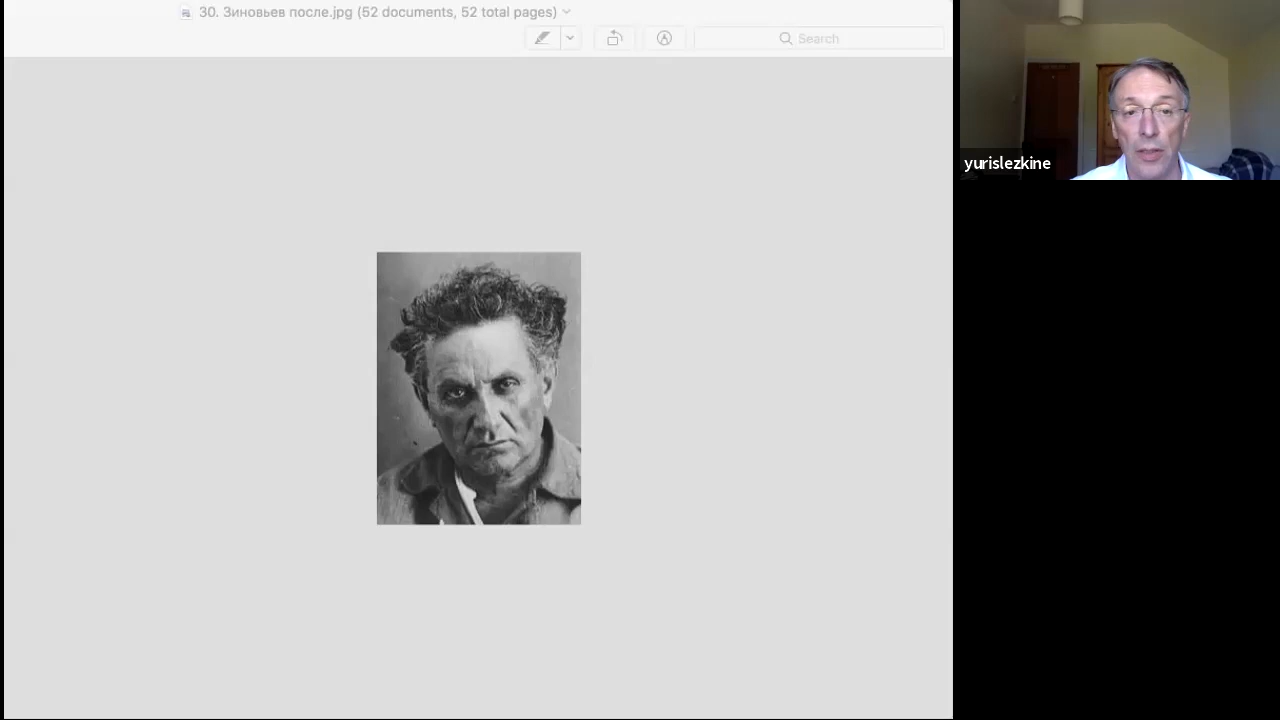 30. Зиновьев после.jpg (52 documents, 52 total pages)
Search
yurislezkine